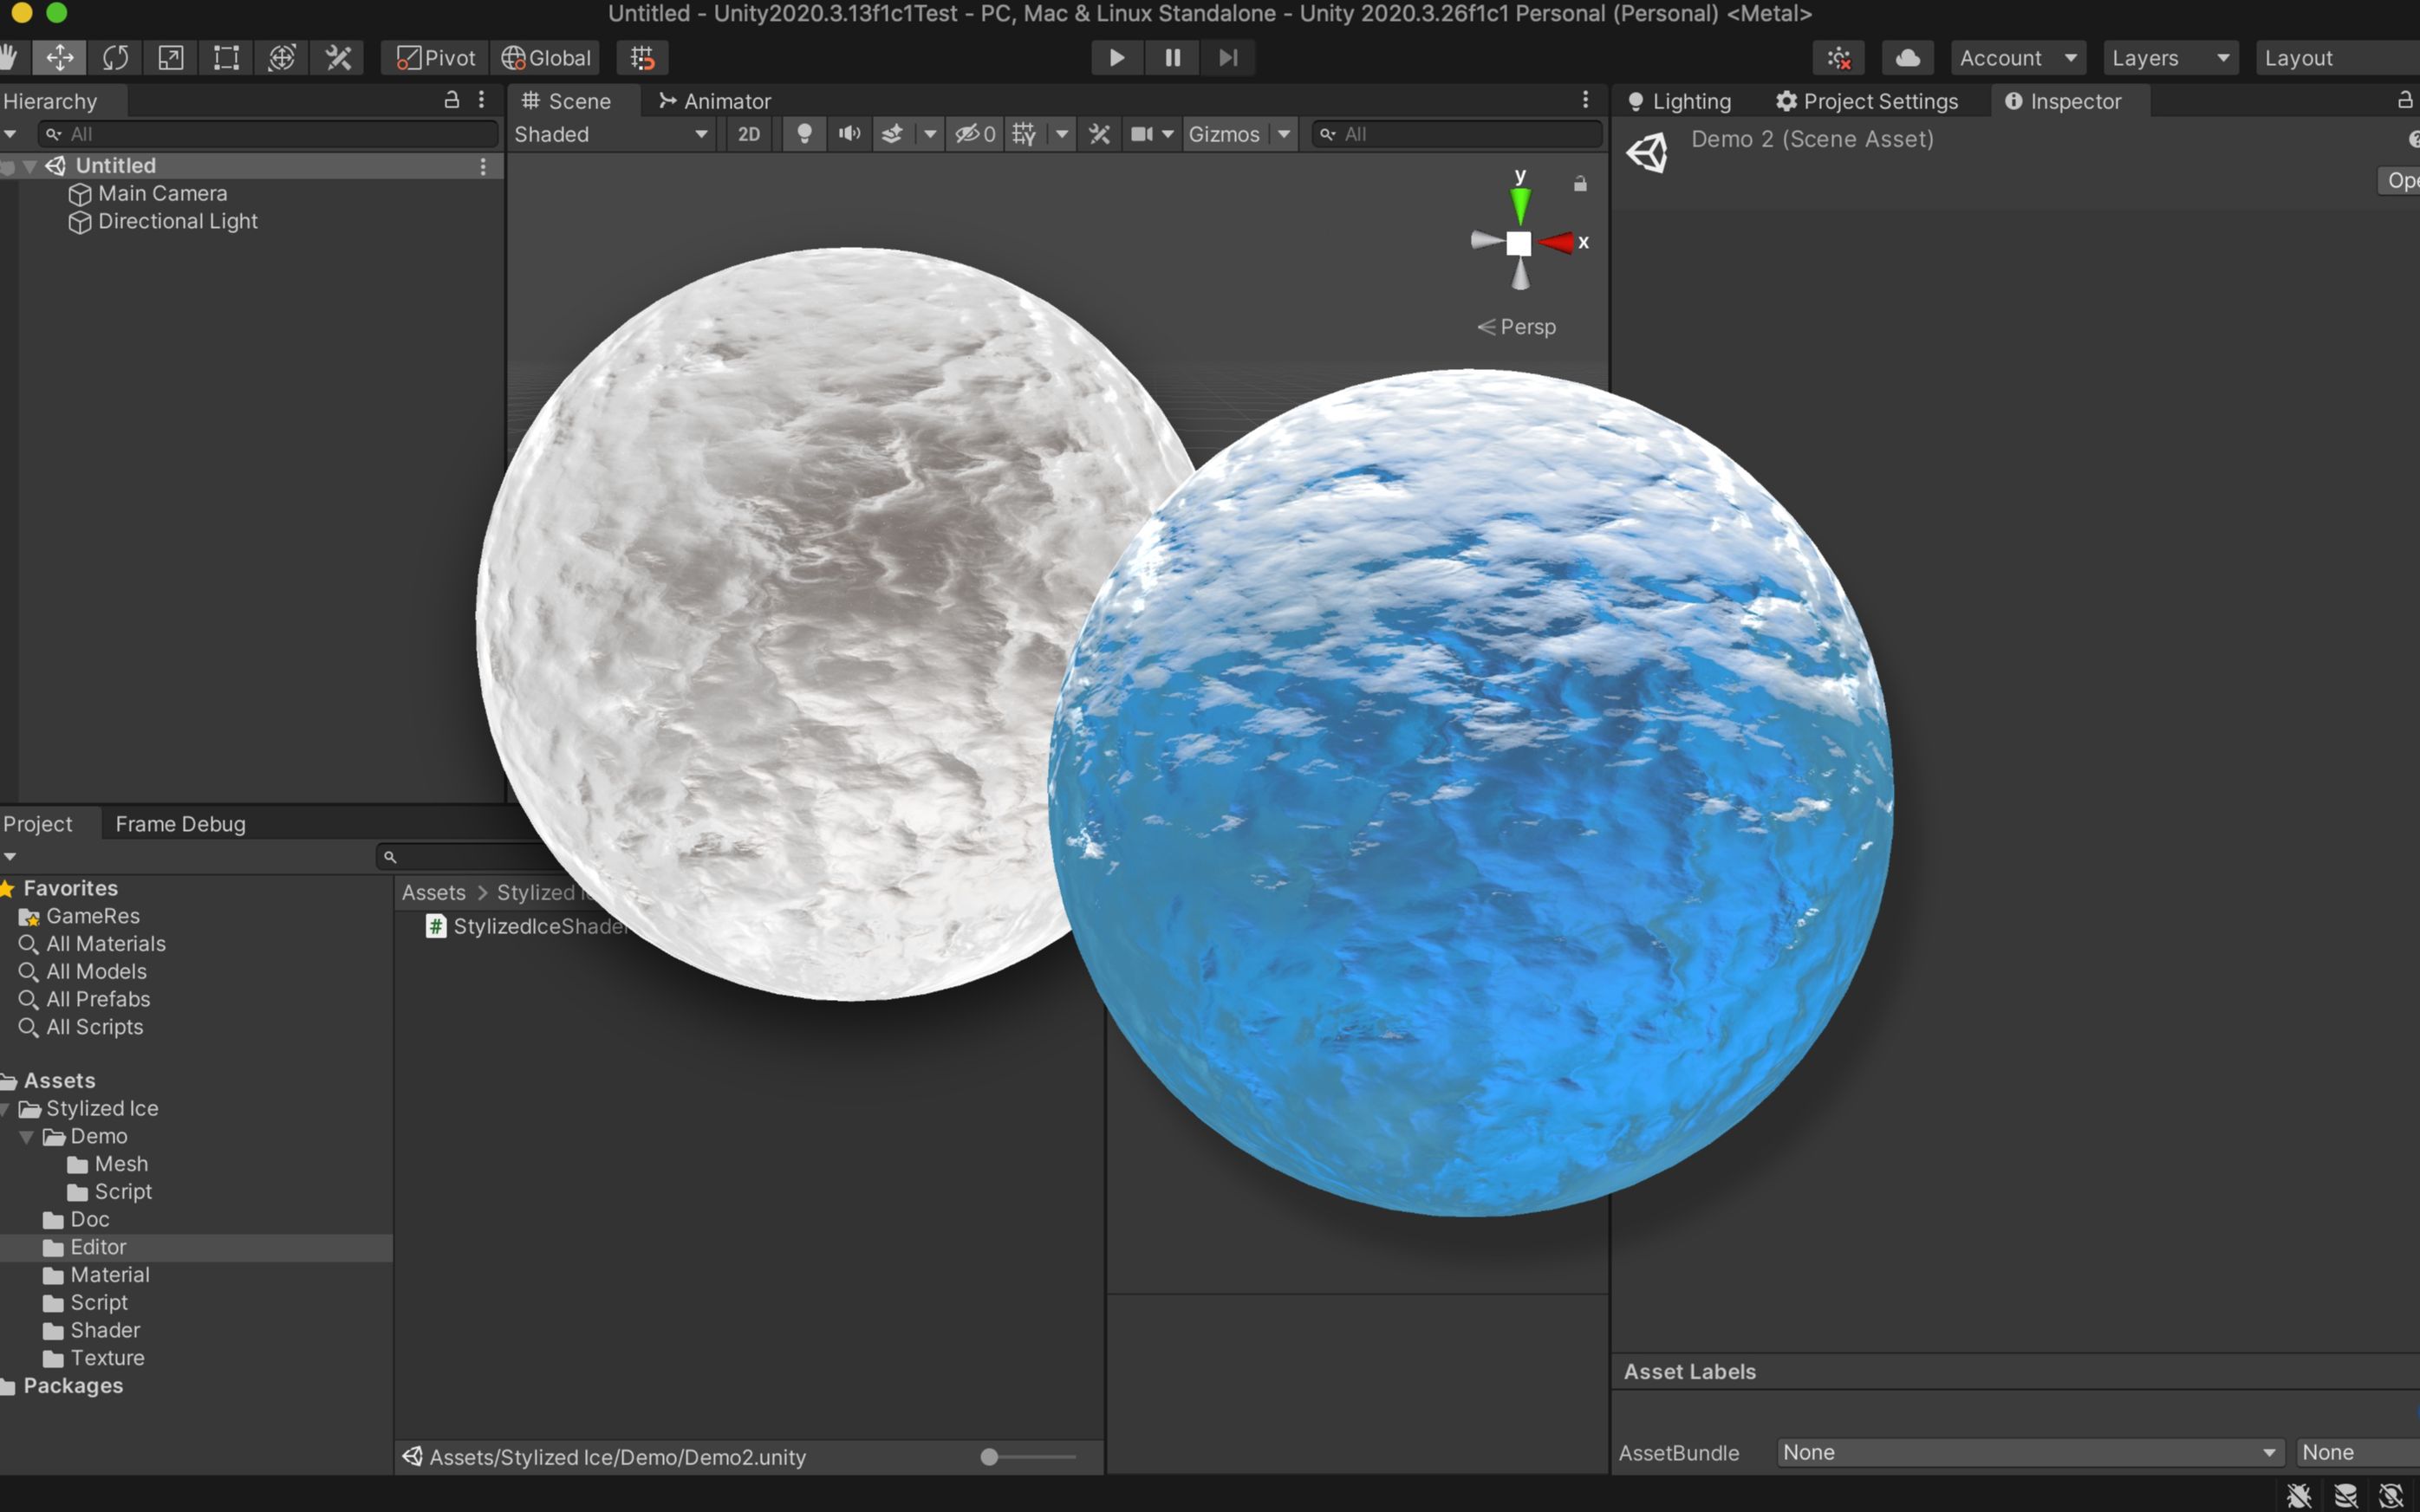 Untitled - Unity2020.3.13f1c1Test - PC, Mac & Linux Standalone - Unity 2020.3.26f1c1 Personal (Personal) <Metal>
Pivot Global Account Layers Layout
Hierarchy
All
Untitled
Main Camera
Directional Light
Scene Animator
Shaded 2D 0 Gizmos All
y
x
Persp
Lighting Project Settings Inspector
Demo 2 (Scene Asset)
Ope
Project Frame Debug
Favorites
GameRes
All Materials
All Models
All Prefabs
All Scripts
Assets
Stylized Ice
Demo
Mesh
Script
Doc
Editor
Material
Script
Shader
Texture
Packages
Assets > Stylized
StylizedIceShader
Assets/Stylized Ice/Demo/Demo2.unity
Asset Labels
AssetBundle None None